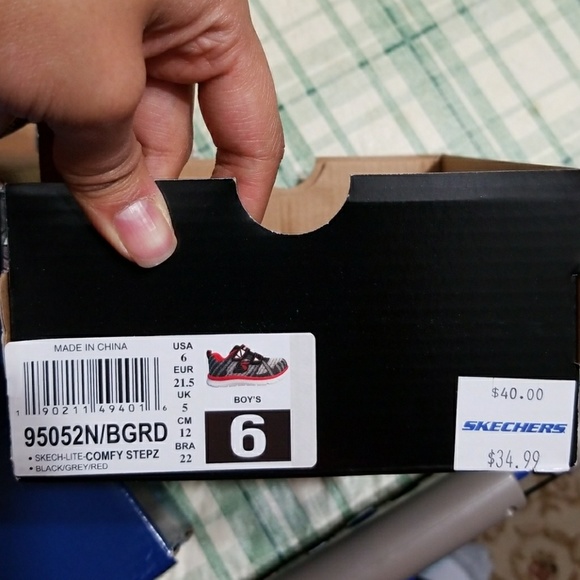 MADE IN CHINA
1 90211 49401 6
95052N/BGRD
• SKECH-LITE-COMFY STEPZ
• BLACK/GREY/RED
USA
6
EUR
21.5
UK
5
CM
12
BRA
22
BOY'S
6
$40.00
SKECHERS
$34.99